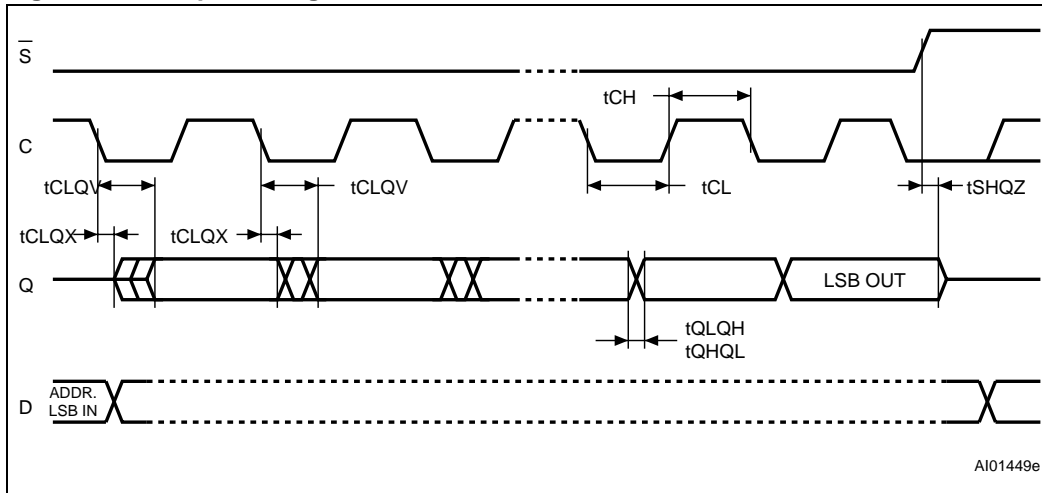 S
tCH
C
tCLQV
tCLQV
tCL
tSHQZ
tCLQX
tCLQX
Q
LSB OUT
tQLQH
tQHQL
D
ADDR.
LSB IN
AI01449e